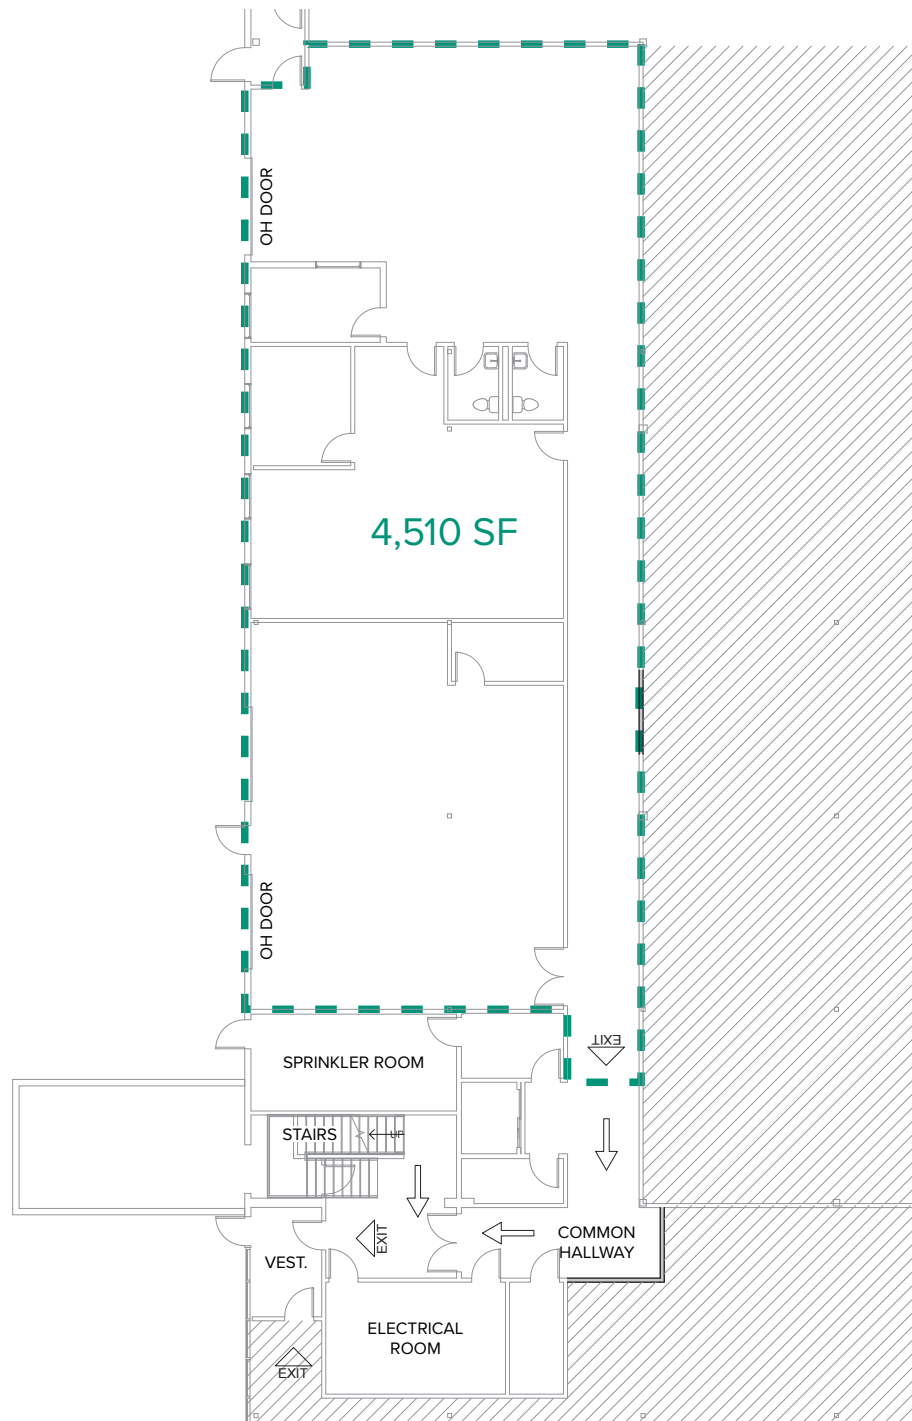 OH DOOR
4,510 SF
OH DOOR
EXIT
SPRINKLER ROOM
STAIRS
UP
EXIT
COMMON
HALLWAY
VEST.
ELECTRICAL
ROOM
EXIT